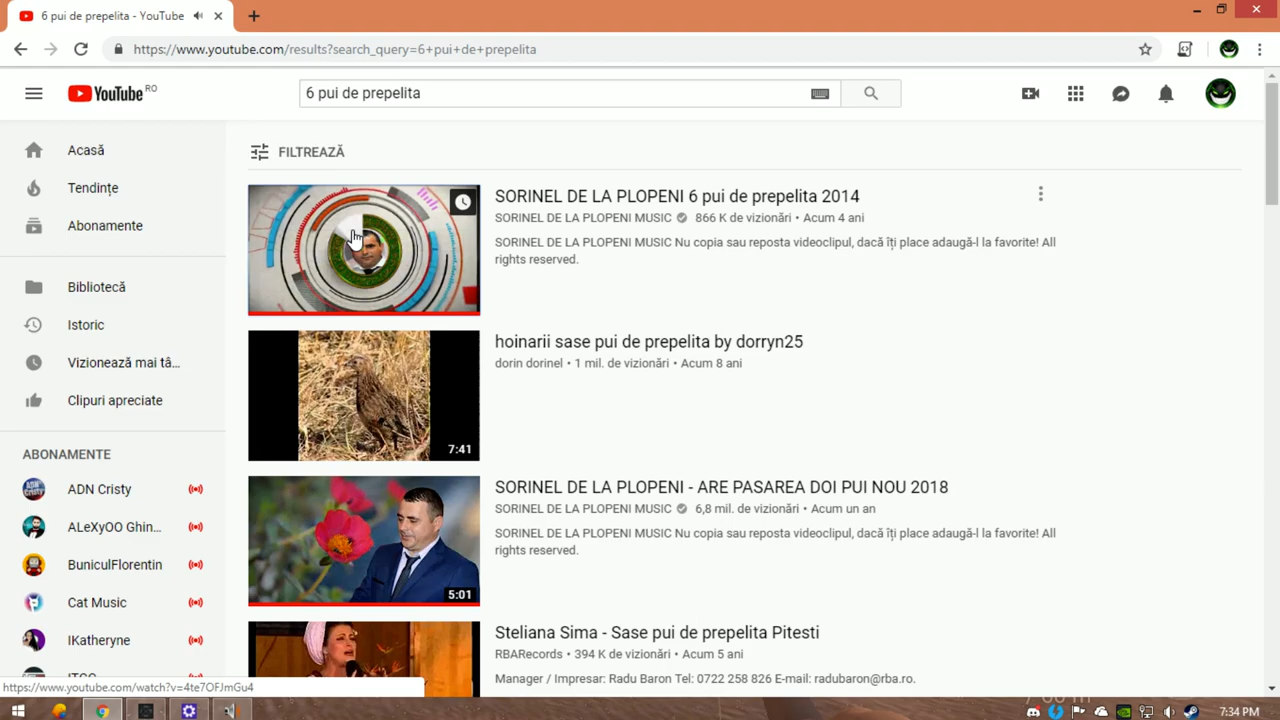 6 pui de prepelita - YouTube
https://www.youtube.com/results?search_query=6+pui+de+prepelita
YouTube RO
6 pui de prepelita
Acasă
Tendințe
Abonamente
Bibliotecă
Istoric
Vizionează mai tâ...
Clipuri apreciate
ABONAMENTE
ADN Cristy
ALeXyOO Ghin...
BuniculFlorentin
Cat Music
IKatheryne
FILTREAZĂ
SORINEL DE LA PLOPENI 6 pui de prepelita 2014
SORINEL DE LA PLOPENI MUSIC 866 K de vizionări • Acum 4 ani
SORINEL DE LA PLOPENI MUSIC Nu copia sau reposta videoclipul, dacă îți place adaugă-l la favorite! All
rights reserved.
7:41
hoinarii sase pui de prepelita by dorryn25
dorin dorinel • 1 mil. de vizionări • Acum 8 ani
5:01
SORINEL DE LA PLOPENI - ARE PASAREA DOI PUI NOU 2018
SORINEL DE LA PLOPENI MUSIC 6,8 mil. de vizionări • Acum un an
SORINEL DE LA PLOPENI MUSIC Nu copia sau reposta videoclipul, dacă îți place adaugă-l la favorite! All
rights reserved.
Steliana Sima - Sase pui de prepelita Pitesti
RBARecords • 394 K de vizionări • Acum 5 ani
Manager / Impresar: Radu Baron Tel: 0722 258 826 E-mail: radubaron@rba.ro.
https://www.youtube.com/watch?v=4te7OFJmGu4
7:34 PM